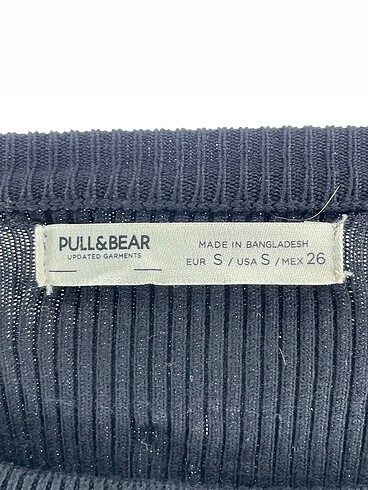 PULL&BEAR
UPDATED GARMENTS
MADE IN BANGLADESH
EUR S / USA S / MEX 26